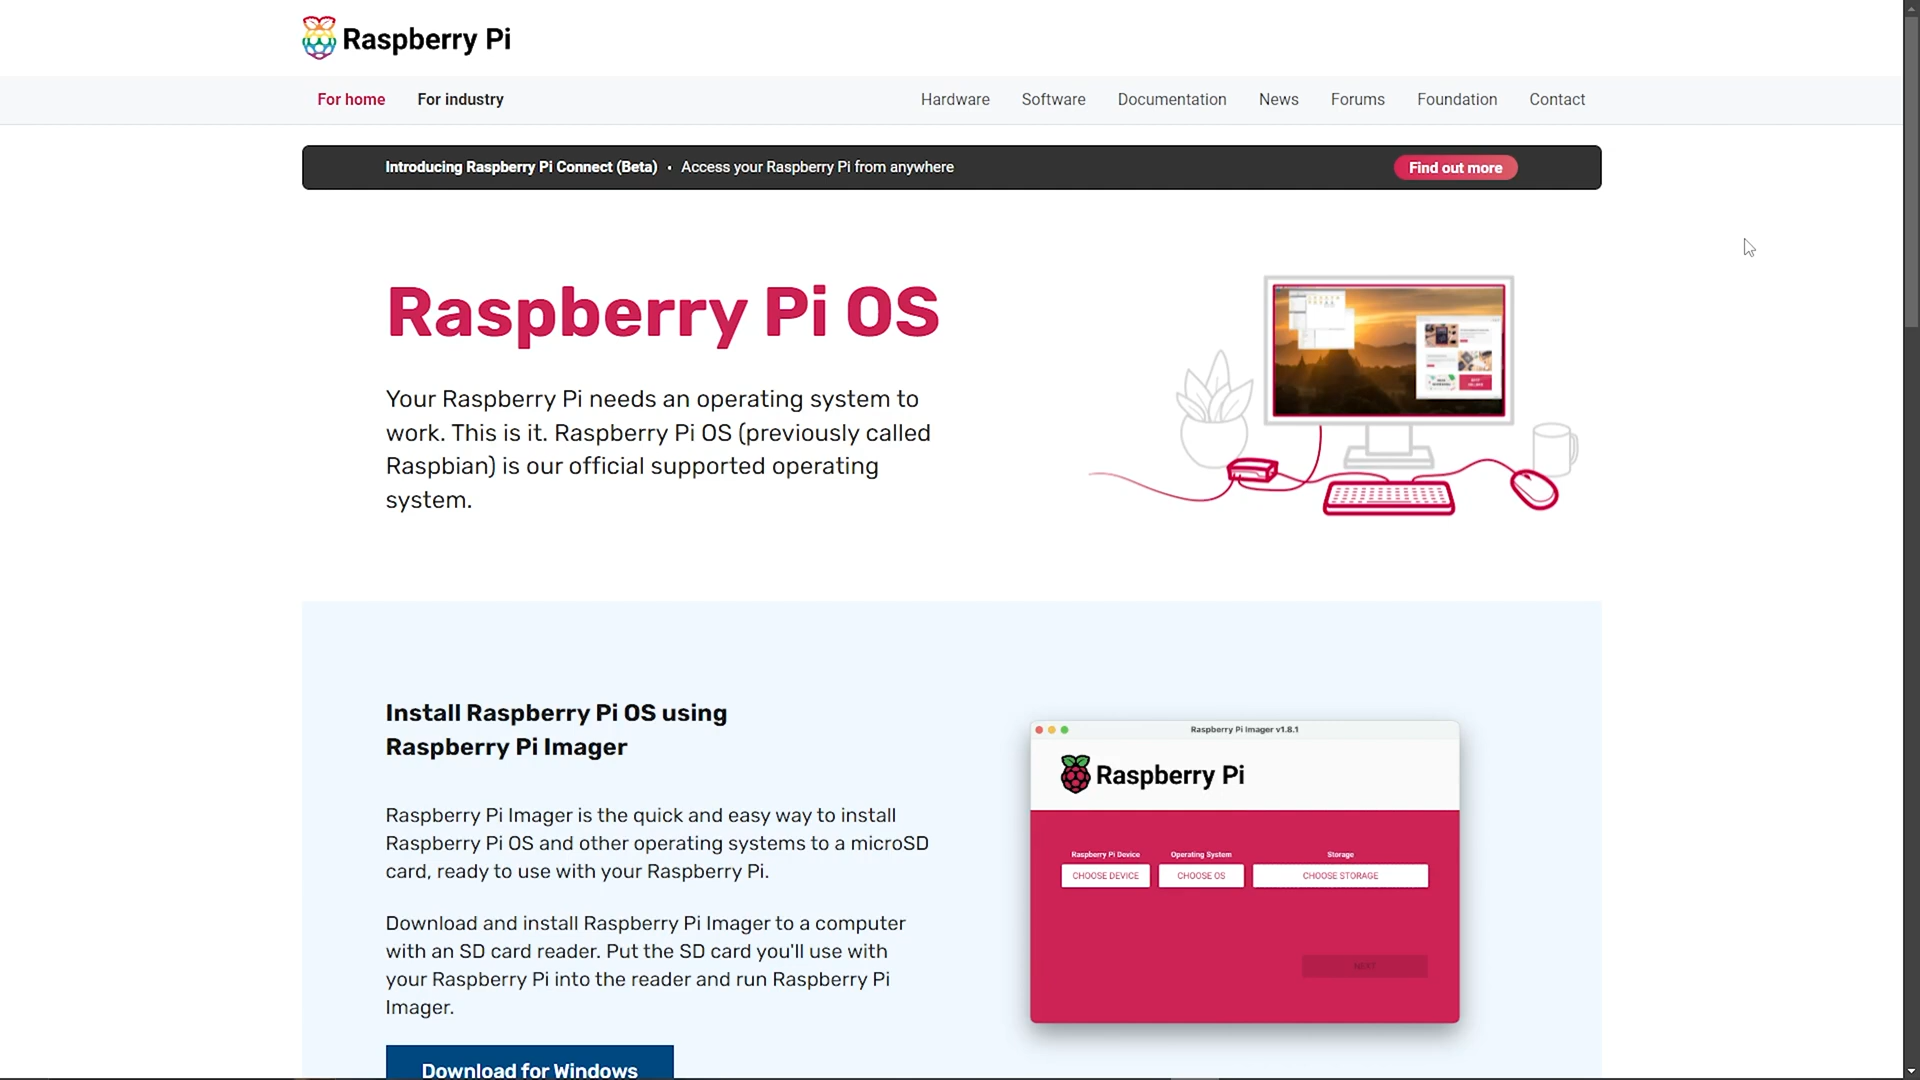 Raspberry Pi
For home
For industry
Hardware
Software
Documentation
News
Forums
Foundation
Contact
Introducing Raspberry Pi Connect (Beta) • Access your Raspberry Pi from anywhere
Find out more
Raspberry Pi OS
Your Raspberry Pi needs an operating system to
work. This is it. Raspberry Pi OS (previously called
Raspbian) is our official supported operating
system.
Install Raspberry Pi OS using
Raspberry Pi Imager
Raspberry Pi Imager is the quick and easy way to install
Raspberry Pi OS and other operating systems to a microSD
card, ready to use with your Raspberry Pi.
Download and install Raspberry Pi Imager to a computer
with an SD card reader. Put the SD card you'll use with
your Raspberry Pi into the reader and run Raspberry Pi
Imager.
Download for Windows
Raspberry Pi Imager v1.8.1
Raspberry Pi
Raspberry Pi Device
Operating System
Storage
CHOOSE DEVICE
CHOOSE OS
CHOOSE STORAGE
NEXT